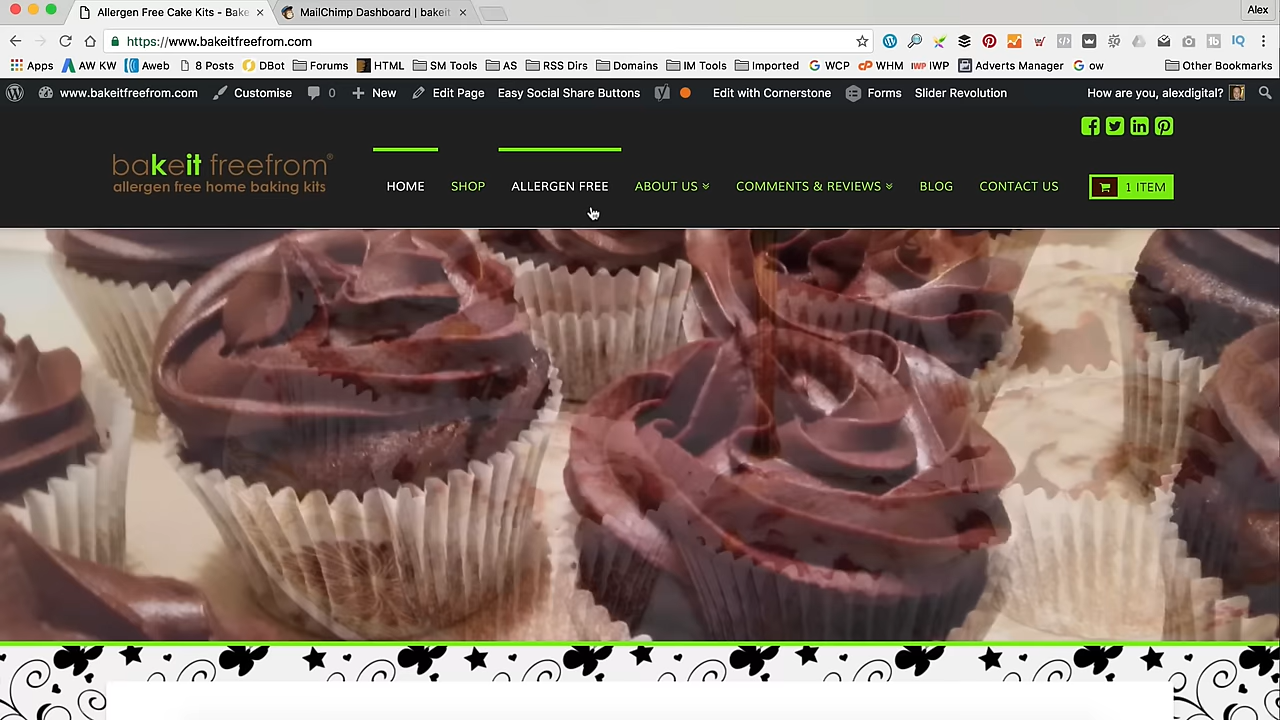 Allergen Free Cake Kits - Bake
MailChimp Dashboard | bakeit
Alex
https://www.bakeitfreefrom.com
Apps AW KW Aweb 8 Posts DBot Forums HTML SM Tools AS RSS Dirs Domains IM Tools Imported WCP WHM IWP IWP Adverts Manager ow Other Bookmarks
www.bakeitfreefrom.com Customise 0 New Edit Page Easy Social Share Buttons Edit with Cornerstone Forms Slider Revolution How are you, alexdigital?
bakeit freefrom®
allergen free home baking kits
HOME SHOP ALLERGEN FREE ABOUT US COMMENTS & REVIEWS BLOG CONTACT US 1 ITEM